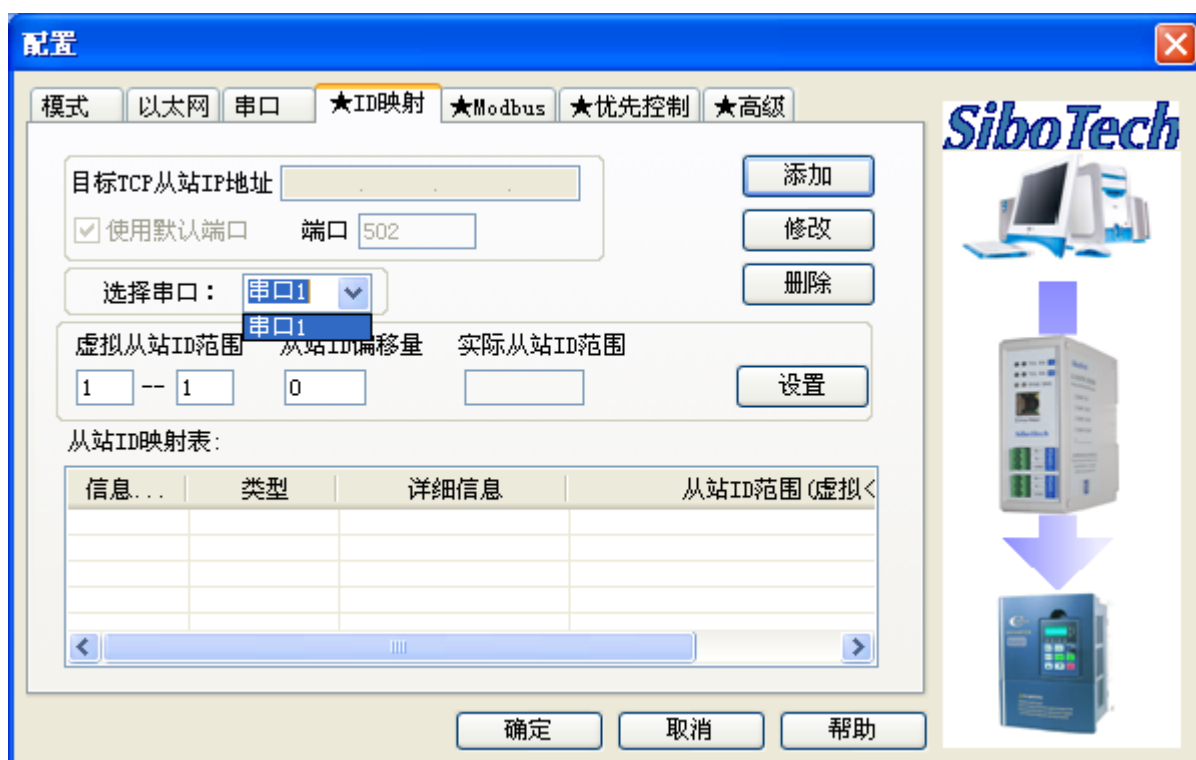 配置
模式 以太网 串口 ★ID映射 ★Modbus ★优先控制 ★高级
SiboTech
目标TCP从站IP地址 . . .
添加
使用默认端口 端口 502
修改
选择串口： 串口1
删除
串口1
虚拟从站ID范围 从站ID偏移量 实际从站ID范围
1 -- 1 0
设置
从站ID映射表:
信息... 类型 详细信息 从站ID范围(虚拟<
确定 取消 帮助